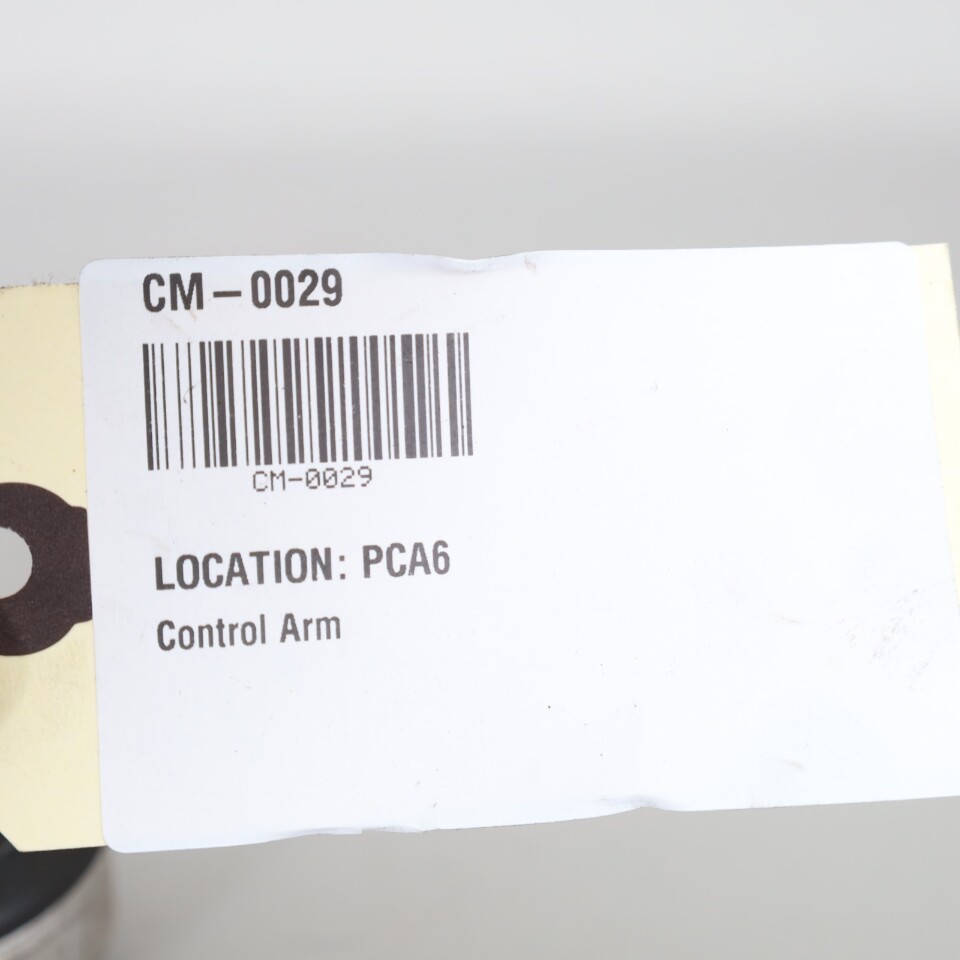 CM-0029
CM-0029
LOCATION: PCA6
Control Arm